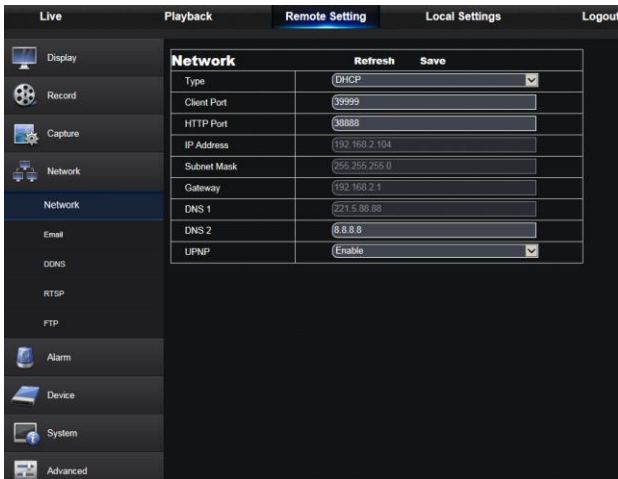 Live Playback Remote Setting Local Settings Logout
Display
Record
Capture
Network
Network
Email
DDNS
RTSP
FTP
Alarm
Device
System
Advanced
Network Refresh Save
Type DHCP
Client Port 39999
HTTP Port 38888
IP Address 192.168.2.104
Subnet Mask 255.255.255.0
Gateway 192.168.2.1
DNS 1 221.5.88.88
DNS 2 8.8.8.8
UPNP Enable